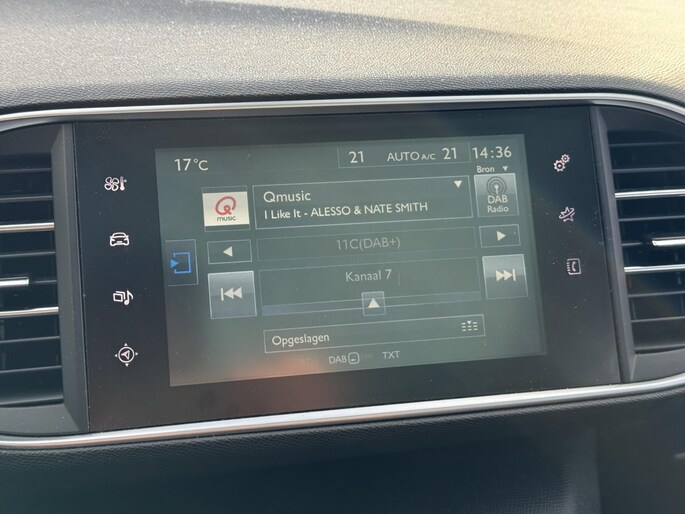 17 °C
21 AUTO A/C 21 14:36
Bron
Q
music
Qmusic
I Like It - ALESSO & NATE SMITH
DAB
Radio
11C(DAB+)
Kanaal 7
Opgeslagen
DAB TXT